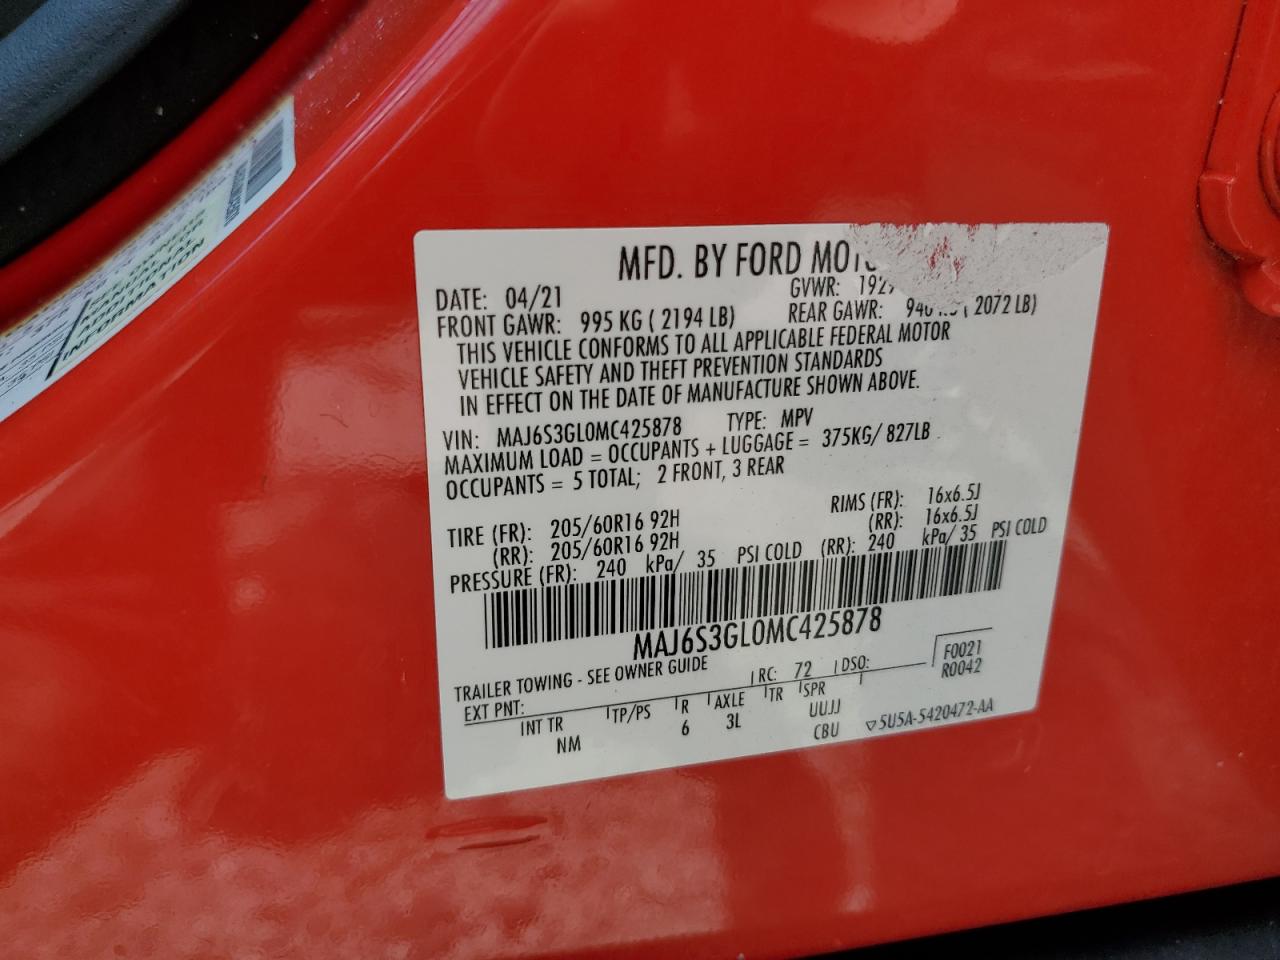 MFD. BY FORD
DATE: 04/21 GVWR:
FRONT GAWR: 995 KG ( 2194 LB) REAR GAWR: ( 2072 LB)
THIS VEHICLE CONFORMS TO ALL APPLICABLE FEDERAL MOTOR
VEHICLE SAFETY AND THEFT PREVENTION STANDARDS
IN EFFECT ON THE DATE OF MANUFACTURE SHOWN ABOVE.
VIN: MAJ6S3GL0MC425878 TYPE: MPV
MAXIMUM LOAD = OCCUPANTS + LUGGAGE = 375KG/ 827LB
OCCUPANTS = 5 TOTAL; 2 FRONT, 3 REAR
TIRE (FR): 205/60R16 92H RIMS (FR): 16x6.5J
(RR): 205/60R16 92H (RR): 16x6.5J
PRESSURE (FR): 240 kPa/ 35 PSI COLD (RR): 240 kPa/ 35 PSI COLD
MAJ6S3GL0MC425878
TRAILER TOWING - SEE OWNER GUIDE
EXT PNT: RC: 72 DSO: F0021
R0042
INT TR TP/PS R AXLE TR SPR
NM 6 3L UUJJ
CBU 5U5A-5420472-AA
ADDITIONAL
INFORMATION